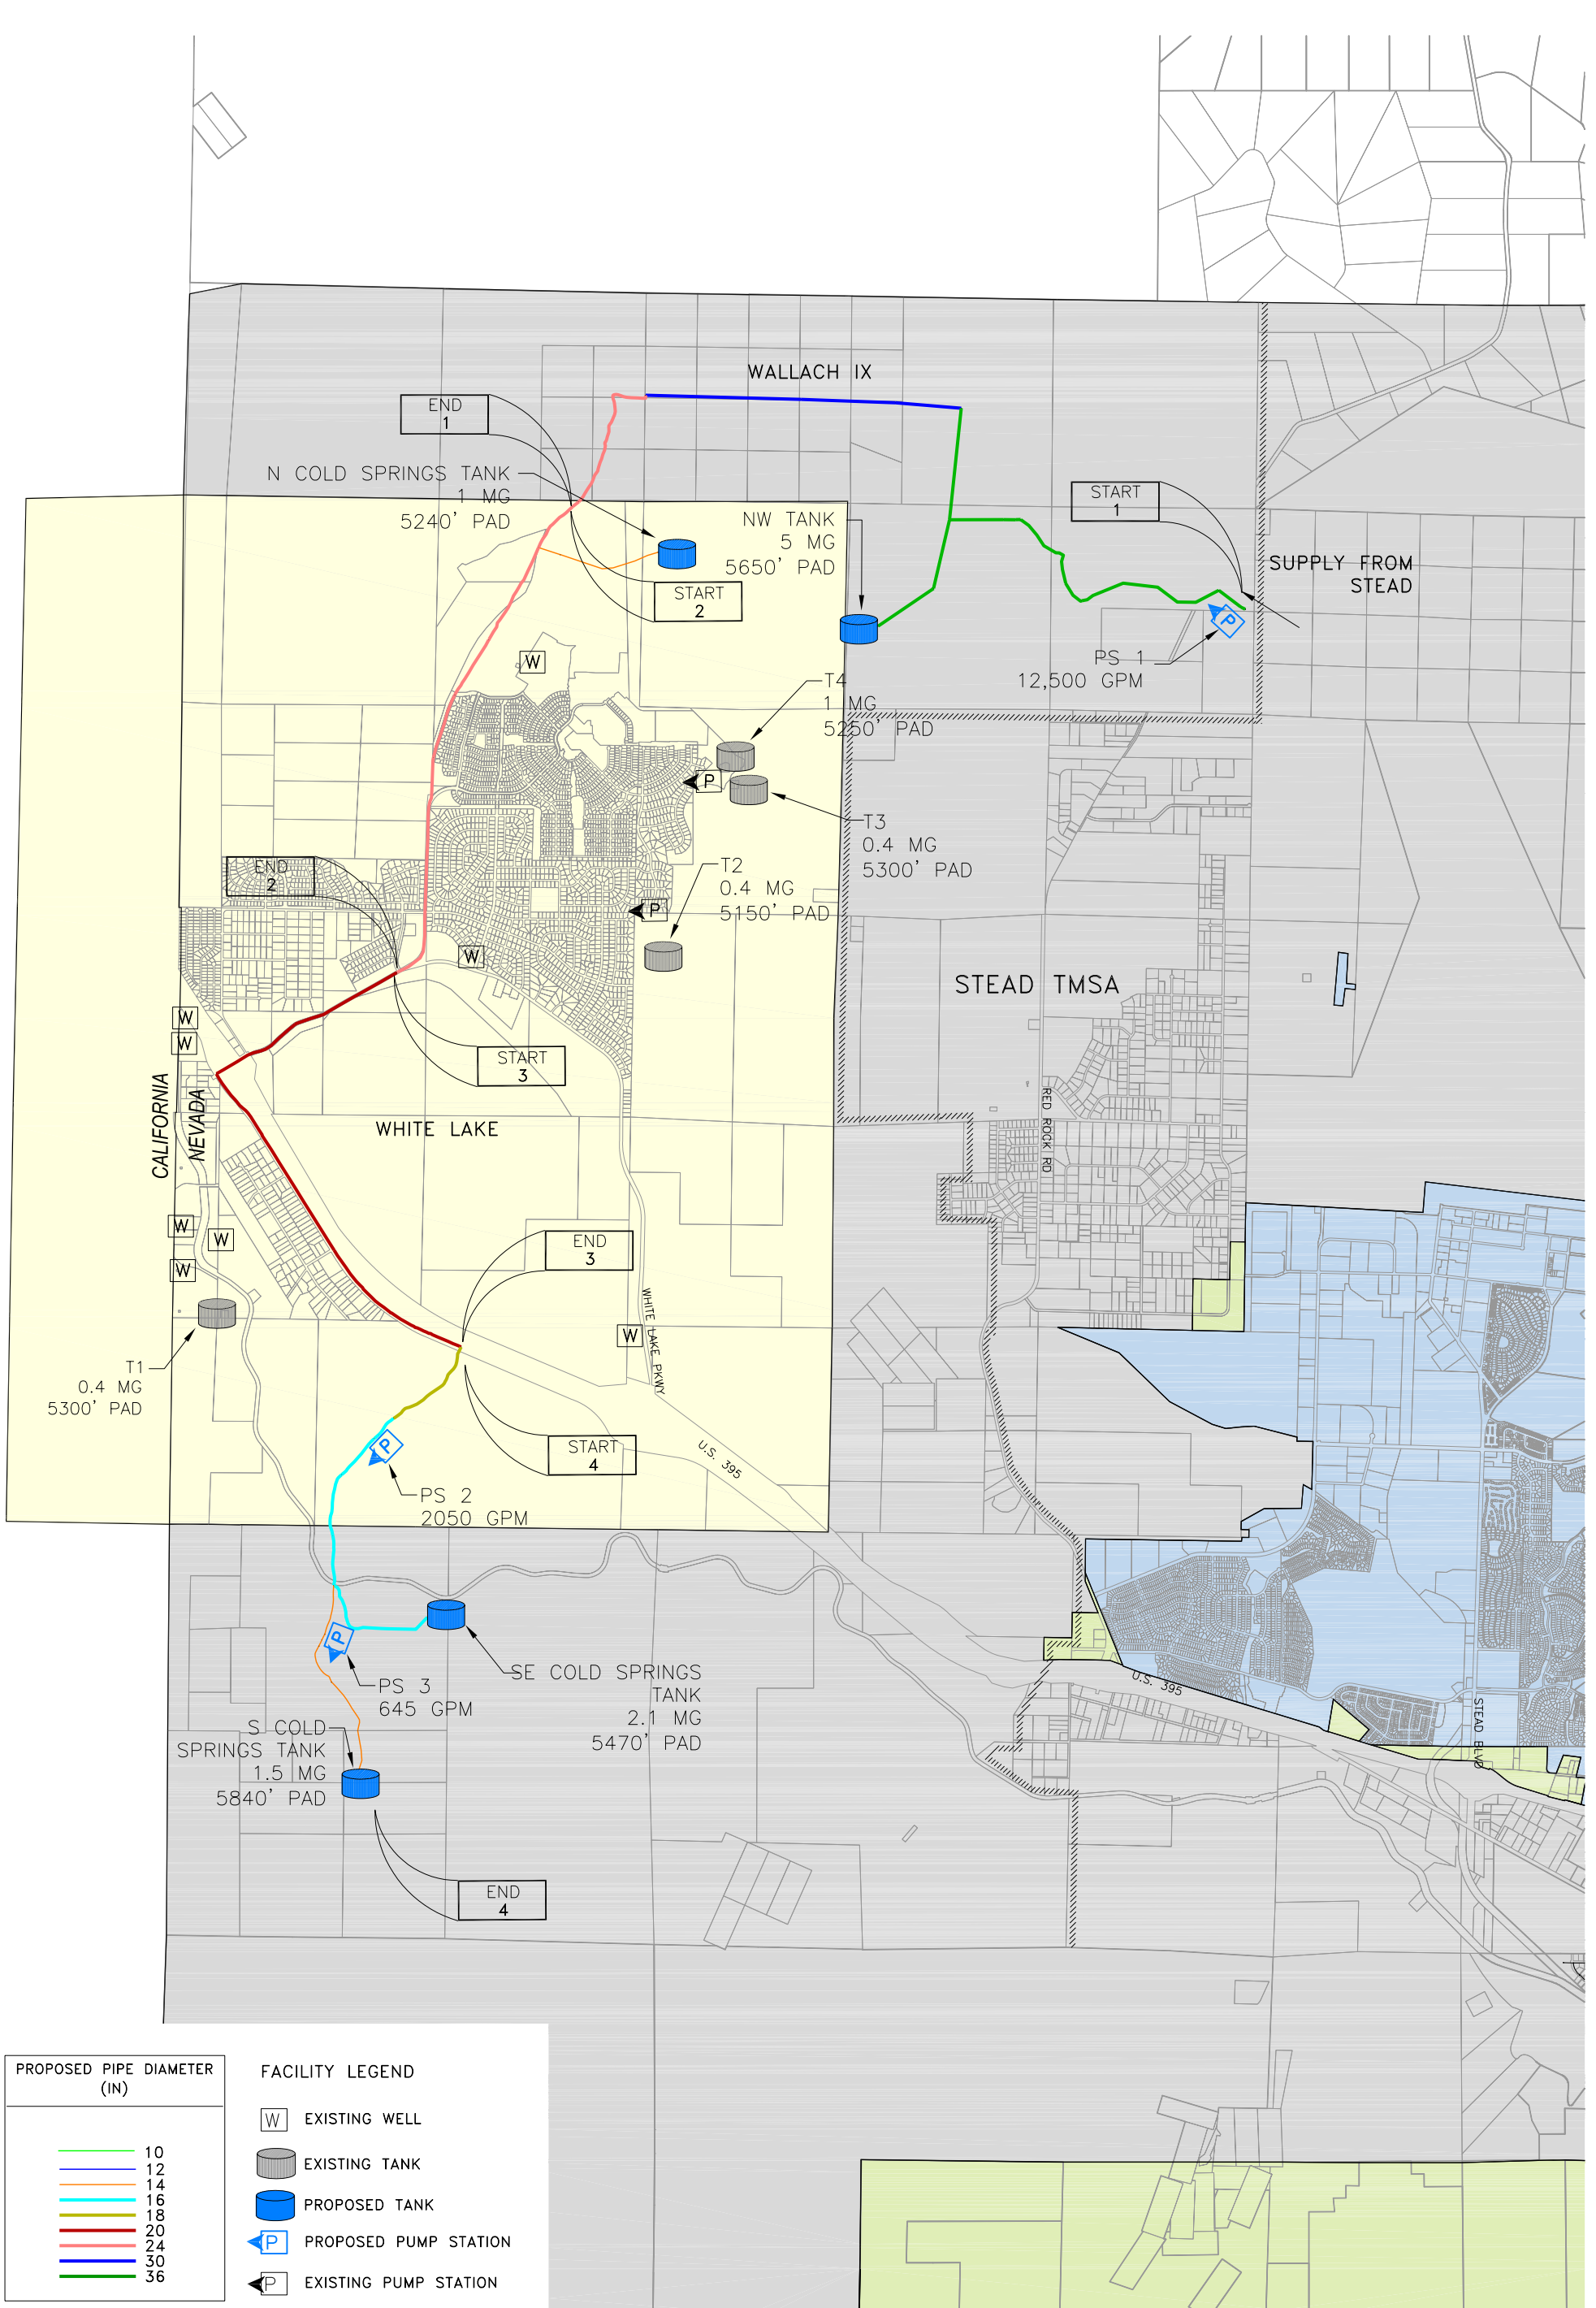 WALLACH IX
END
1
N COLD SPRINGS TANK
1 MG
5240' PAD
START
1
NW TANK
5 MG
5650' PAD
SUPPLY FROM
STEAD
START
2
P
PS 1
12,500 GPM
W
T4
1 MG
5250' PAD
P
T3
0.4 MG
5300' PAD
END
2
T2
0.4 MG
5150' PAD
P
W
STEAD TMSA
W
W
START
3
CALIFORNIA
NEVADA
WHITE LAKE
RED ROCK RD
W
W
W
END
3
WHITE LAKE PKWY
W
T1
0.4 MG
5300' PAD
START
4
U.S. 395
P
PS 2
2050 GPM
P
PS 3
645 GPM
SE COLD SPRINGS
TANK
2.1 MG
5470' PAD
U.S. 395
STEAD BLVD
S COLD
SPRINGS TANK
1.5 MG
5840' PAD
END
4
PROPOSED PIPE DIAMETER
(IN)
10
12
14
16
18
20
24
30
36
FACILITY LEGEND
W EXISTING WELL
EXISTING TANK
PROPOSED TANK
P PROPOSED PUMP STATION
P EXISTING PUMP STATION